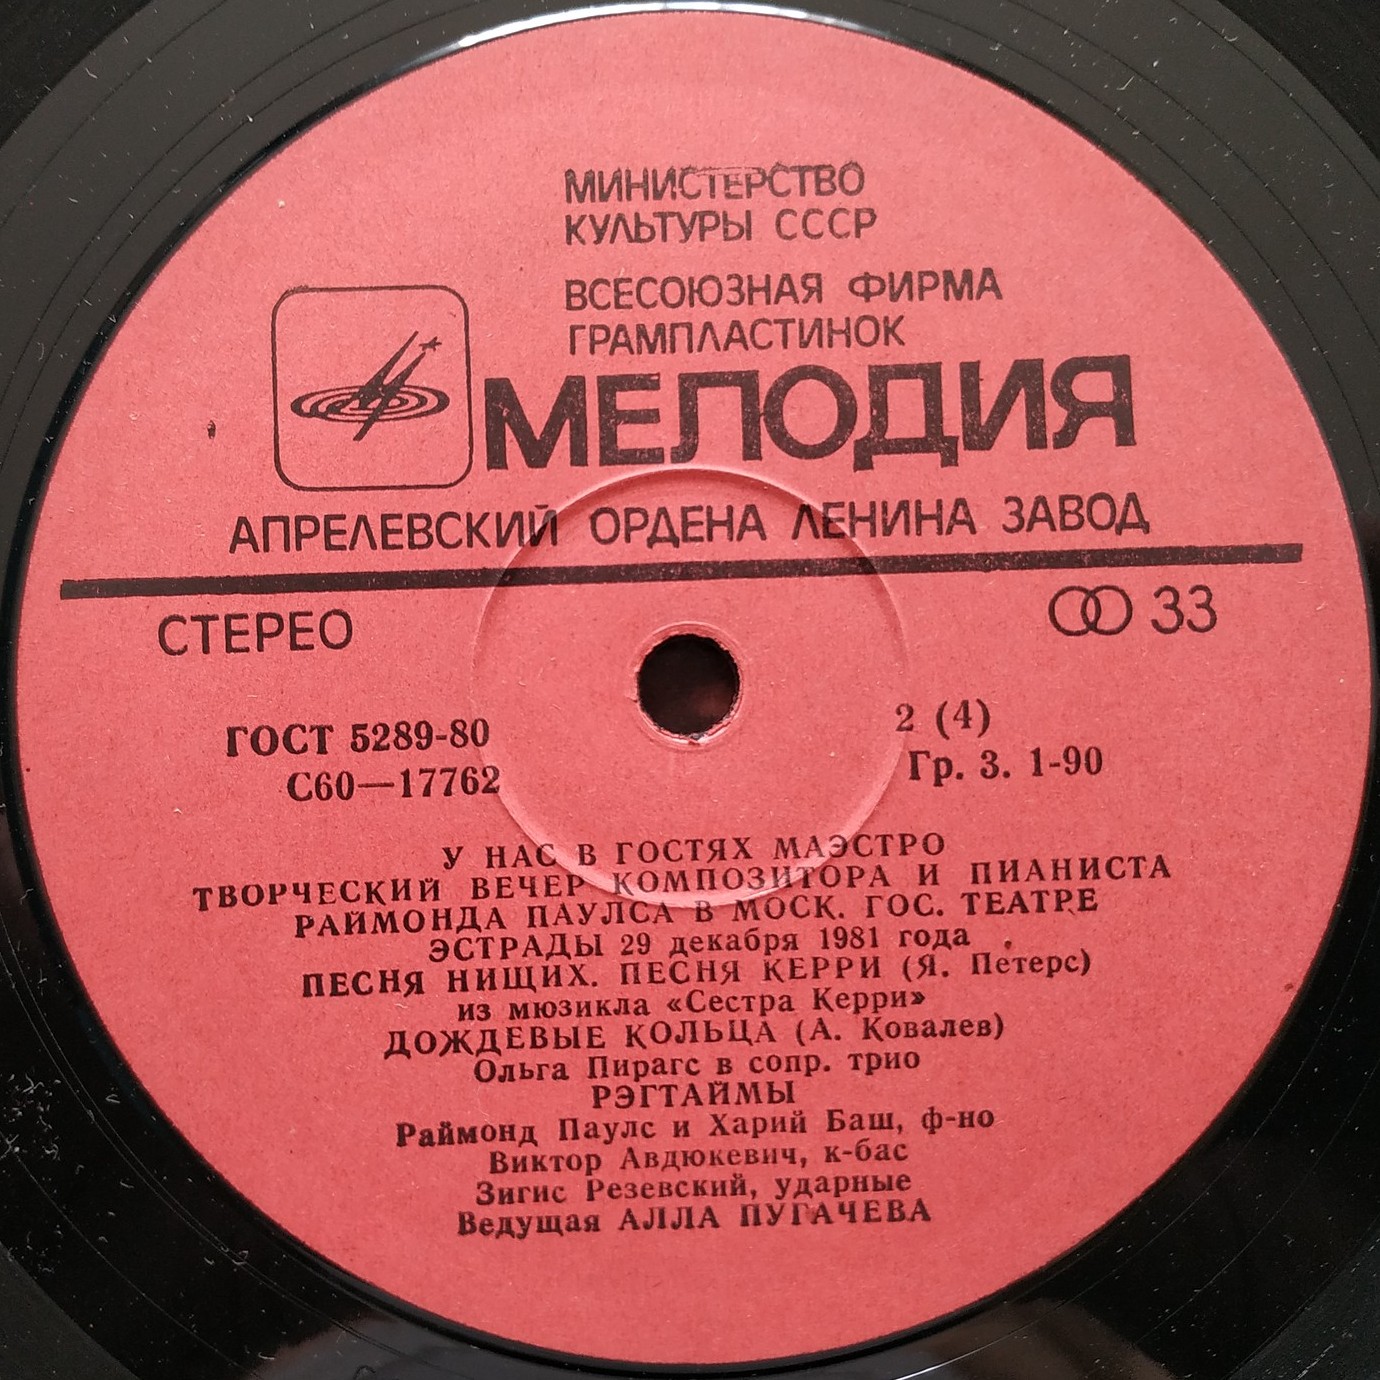 МИНИСТЕРСТВО
КУЛЬТУРЫ СССР
ВСЕСОЮЗНАЯ ФИРМА
ГРАМПЛАСТИНОК
МЕЛОДИЯ
АПРЕЛЕВСКИЙ ОРДЕНА ЛЕНИНА ЗАВОД
СТЕРЕО
33
ГОСТ 5289-80
С60—17762
2 (4)
Гр. 3. 1-90
У НАС В ГОСТЯХ МАЭСТРО
ТВОРЧЕСКИЙ ВЕЧЕР КОМПОЗИТОРА И ПИАНИСТА
РАЙМОНДА ПАУЛСА В МОСК. ГОС. ТЕАТРЕ
ЭСТРАДЫ 29 декабря 1981 года
ПЕСНЯ НИЩИХ. ПЕСНЯ КЕРРИ (Я. Петерс)
из мюзикла «Сестра Керри»
ДОЖДЕВЫЕ КОЛЬЦА (А. Ковалев)
Ольга Пирагс в сопр. трио
РЭГТАЙМЫ
Раймонд Паулс и Харий Баш, ф-но
Виктор Авдюкевич, к-бас
Зигис Резевский, ударные
Ведущая АЛЛА ПУГАЧЕВА